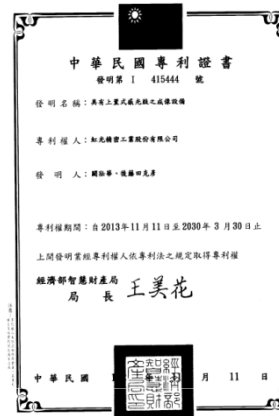 中華民國專利證書
發明第 I 415444 號
發明名稱：具有上置式感光鼓之成像設備
專利權人：虹光精密工業股份有限公司
發明人：關欽華、後藤田克彥
專利權期間：自2013年11月11日至2030年3月30日止
上開發明業經專利權人依專利法之規定取得專利權
經濟部智慧財產局
局長 王美花
中華民國 年 月 11 日